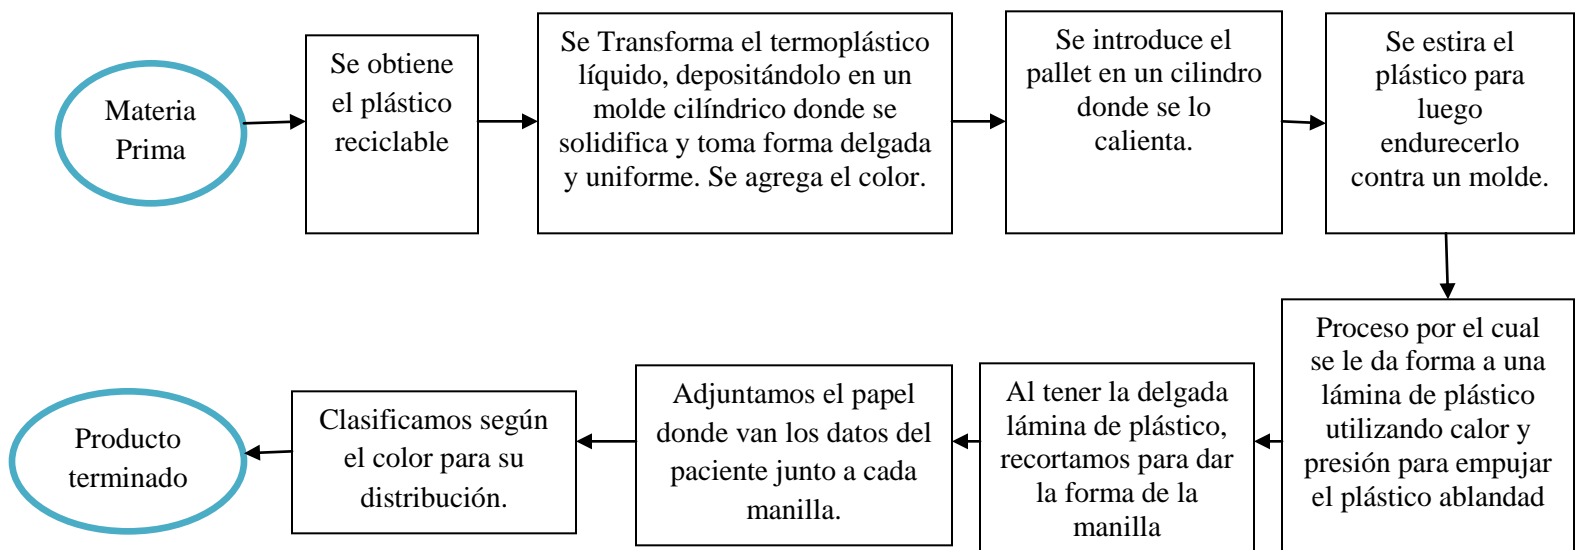 Materia
Prima
Se obtiene
el plástico
reciclable
Se Transforma el termoplástico
líquido, depositándolo en un
molde cilíndrico donde se
solidifica y toma forma delgada
y uniforme. Se agrega el color.
Se introduce el
pallet en un cilindro
donde se lo
calienta.
Se estira el
plástico para
luego
endurecerlo
contra un molde.
Proceso por el cual
se le da forma a una
lámina de plástico
utilizando calor y
presión para empujar
el plástico ablandad
Al tener la delgada
lámina de plástico,
recortamos para dar
la forma de la
manilla
Adjuntamos el papel
donde van los datos del
paciente junto a cada
manilla.
Clasificamos según
el color para su
distribución.
Producto
terminado